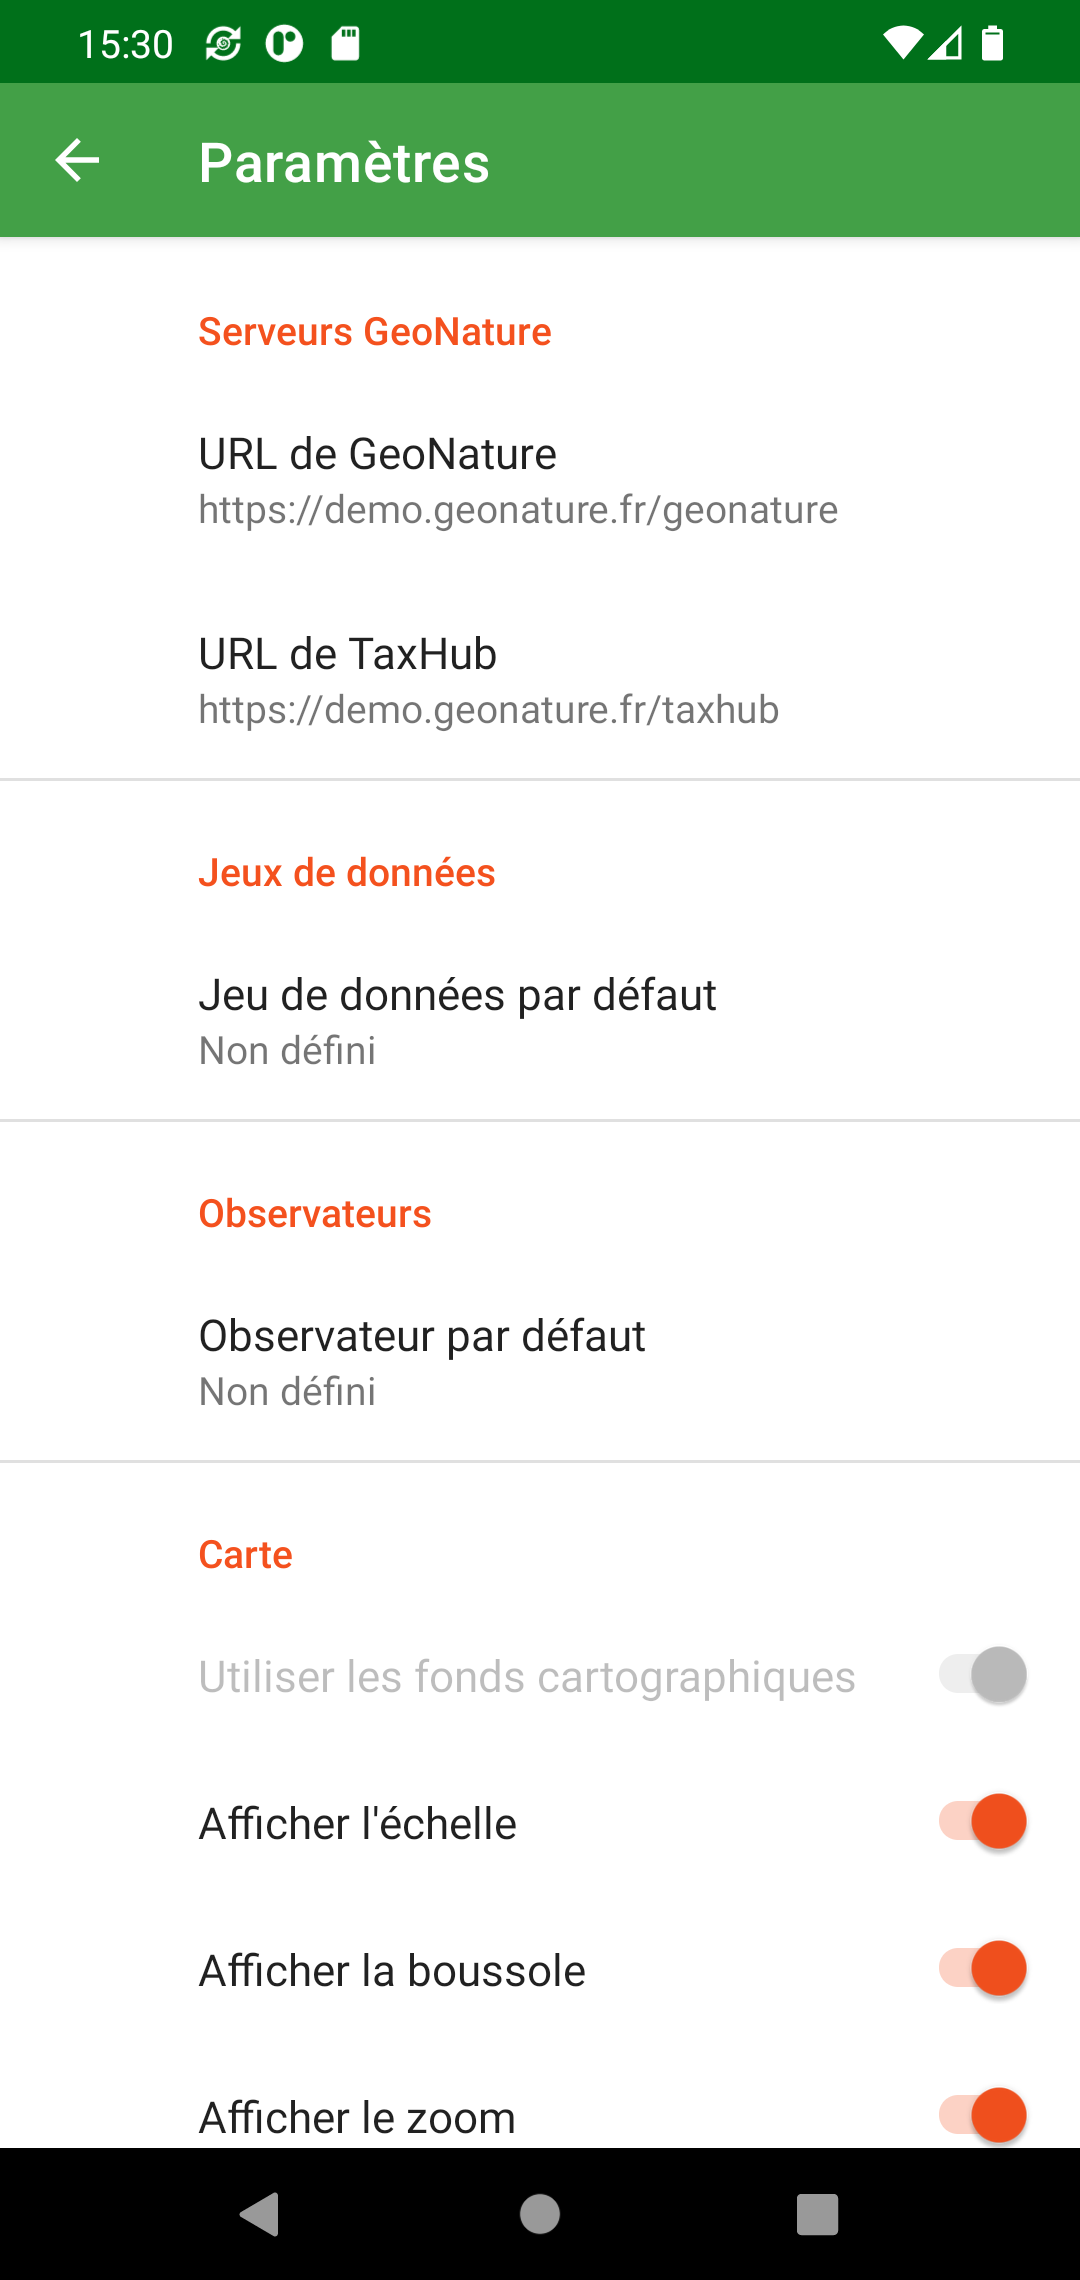 15:30
Paramètres
Serveurs GeoNature
URL de GeoNature
https://demo.geonature.fr/geonature
URL de TaxHub
https://demo.geonature.fr/taxhub
Jeux de données
Jeu de données par défaut
Non défini
Observateurs
Observateur par défaut
Non défini
Carte
Utiliser les fonds cartographiques
Afficher l'échelle
Afficher la boussole
Afficher le zoom